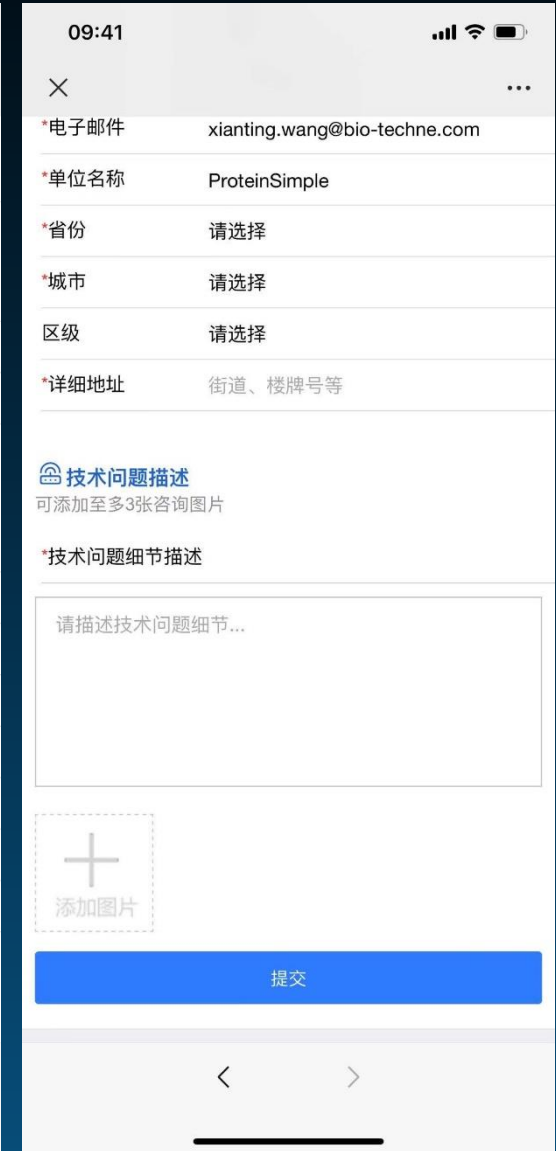 09:41
*电子邮件 xianting.wang@bio-techne.com
*单位名称 ProteinSimple
*省份 请选择
*城市 请选择
区级 请选择
*详细地址 街道、楼牌号等
技术问题描述
可添加至多3张咨询图片
*技术问题细节描述
请描述技术问题细节...
添加图片
提交